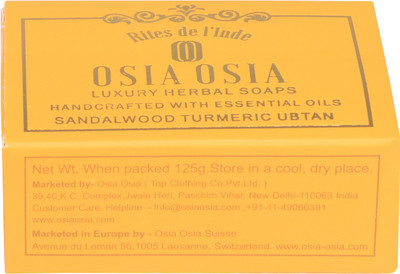 Rites de l'Inde
OSIA OSIA
LUXURY HERBAL SOAPS
HANDCRAFTED WITH ESSENTIAL OILS
SANDALWOOD TURMERIC UBTAN
Net Wt. When packed 125g.Store in a cool, dry place.
Marketed by- Osia Osia ( Top Clothing Co.Pvt.Ltd. )
39,40,K.C. Complex,Jwala Heri, Paschim Vihar, New Delhi-110063 India
Customer Care. Helpline - info@osiaosia.com .+91-11-49060391
www.osiaosia.com
Marketed in Europe by - Osia Osia Suisse
Avenue du Leman 56,1005 Lausanne, Switzerland. www.osia-osia.com